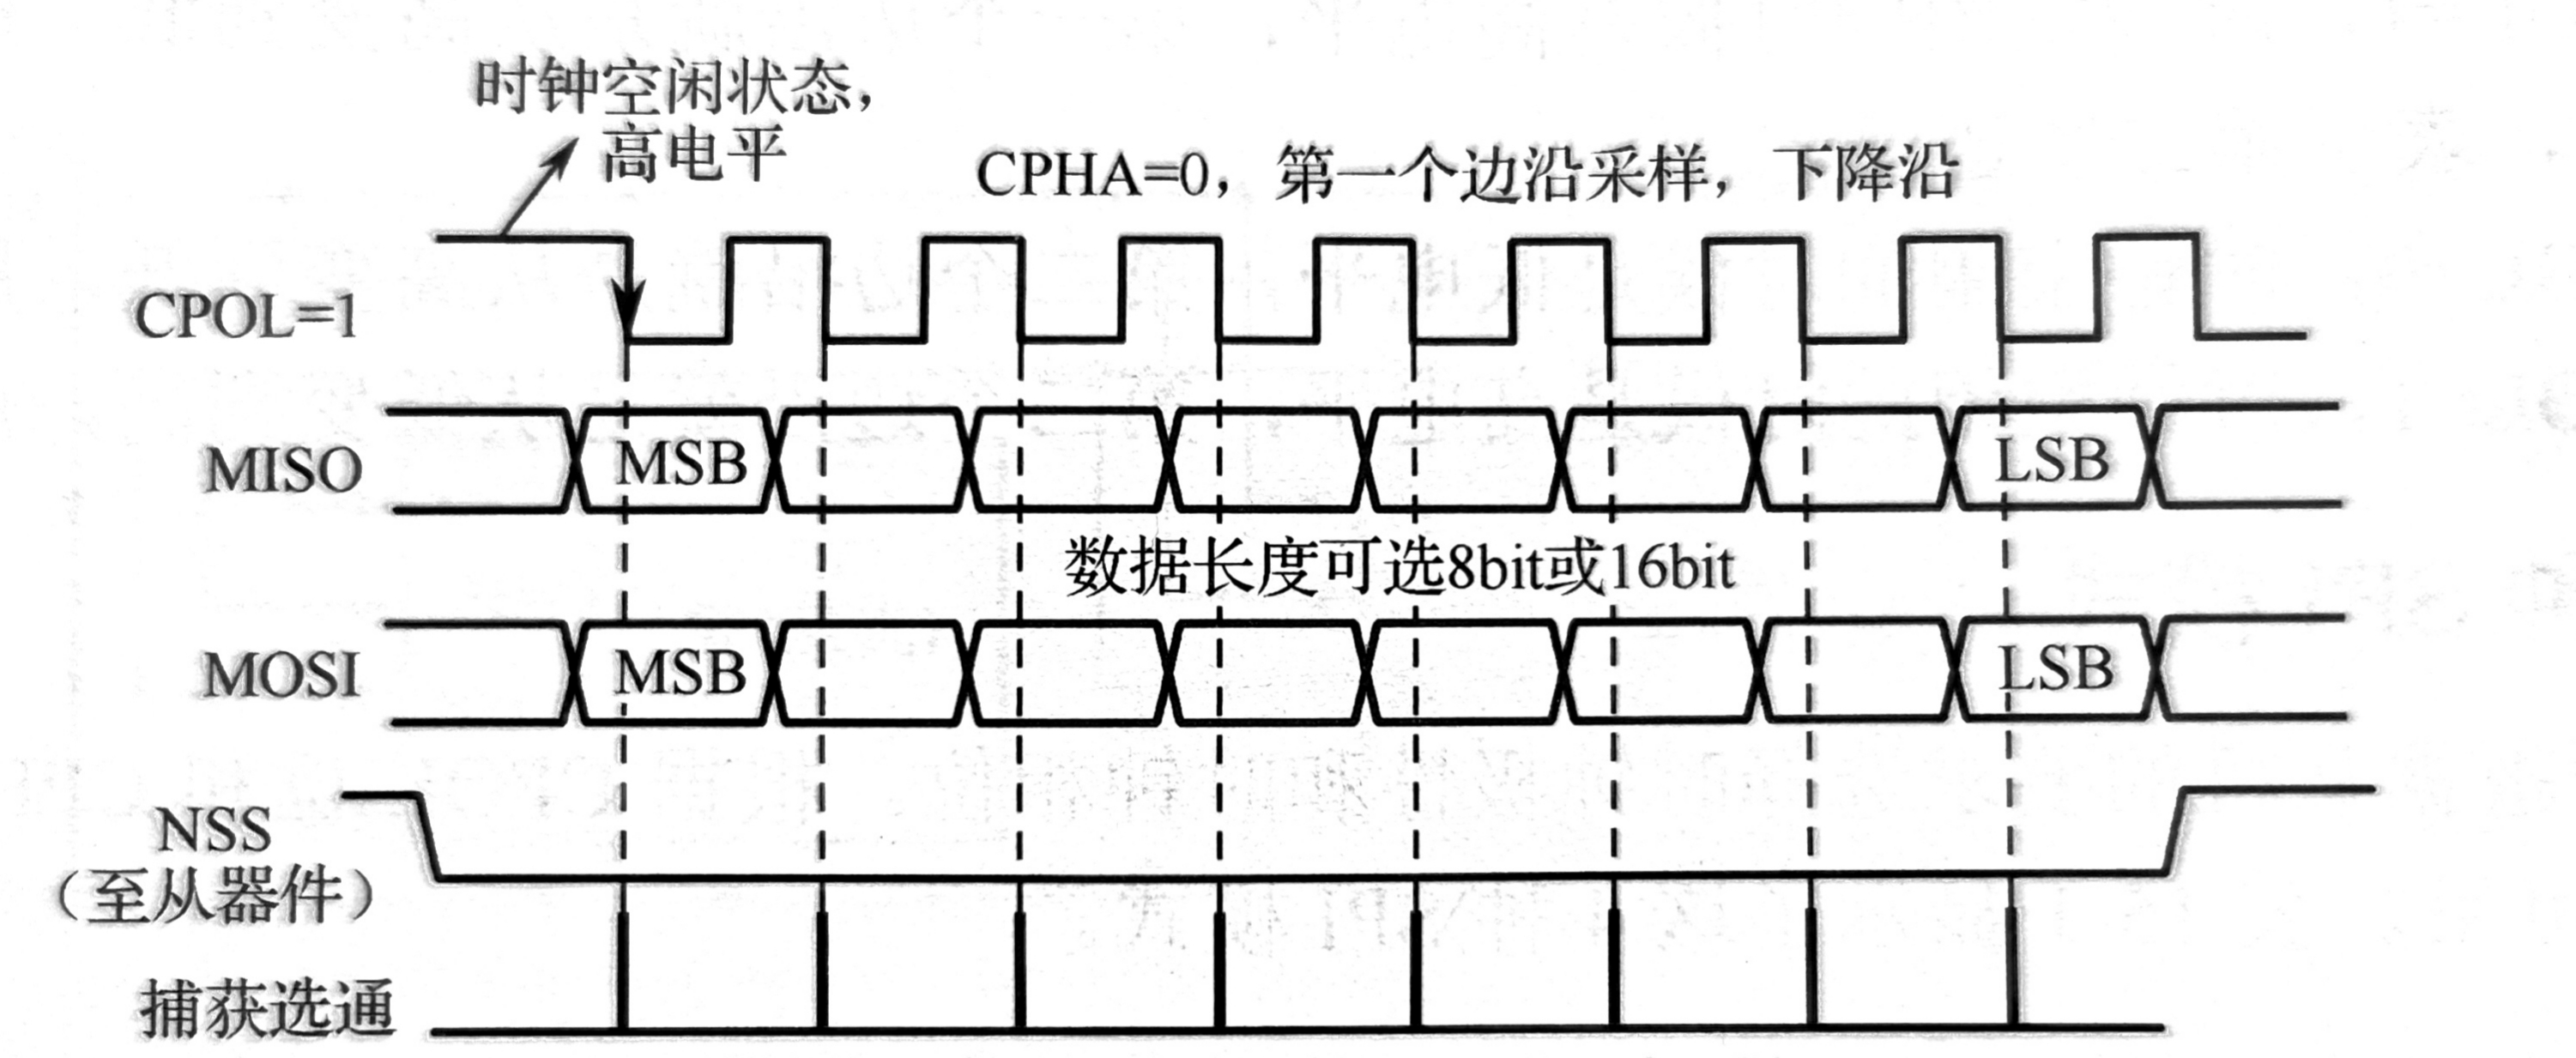 时钟空闲状态，
高电平
CPHA=0，第一个边沿采样，下降沿
CPOL=1
MISO
MSB
LSB
数据长度可选8bit或16bit
MOSI
MSB
LSB
NSS
（至从器件）
捕获选通